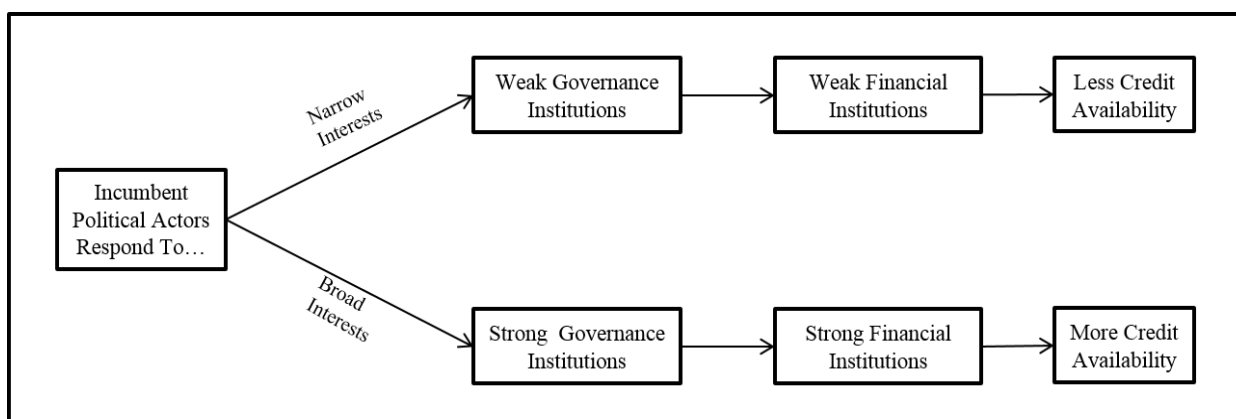 Incumbent
Political Actors
Respond To…
Narrow
Interests
Weak Governance
Institutions
Weak Financial
Institutions
Less Credit
Availability
Broad
Interests
Strong Governance
Institutions
Strong Financial
Institutions
More Credit
Availability